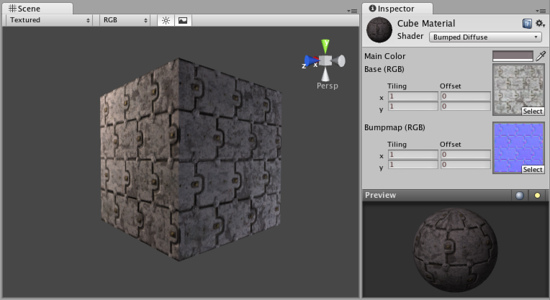 Scene
Textured
RGB
z
Persp
Inspector
Cube Material
Shader
Bumped Diffuse
Main Color
Base (RGB)
Tiling
Offset
x
1
0
y
1
0
Select
Bumpmap (RGB)
Tiling
Offset
x
1
0
y
1
0
Select
Preview